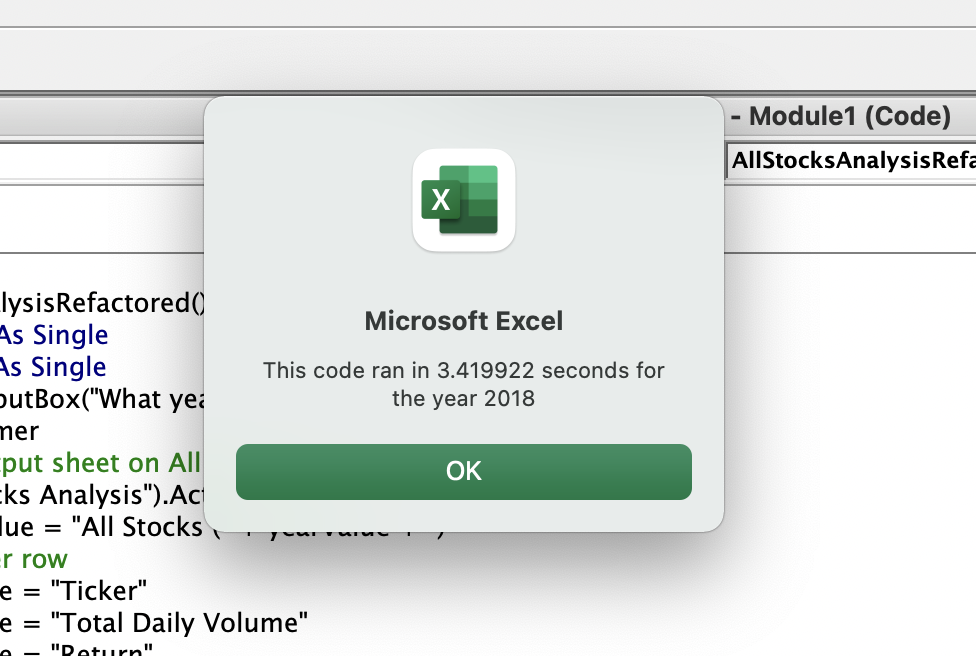 - Module1 (Code)
AllStocksAnalysisRefa
X
lysisRefactored()
As Single
As Single
putBox("What yea
mer
tput sheet on All
cks Analysis").Act
lue = "All Stocks (" + yearValue + ")"
er row
e = "Ticker"
e = "Total Daily Volume"
e = "Return"
Microsoft Excel
This code ran in 3.419922 seconds for
the year 2018
OK